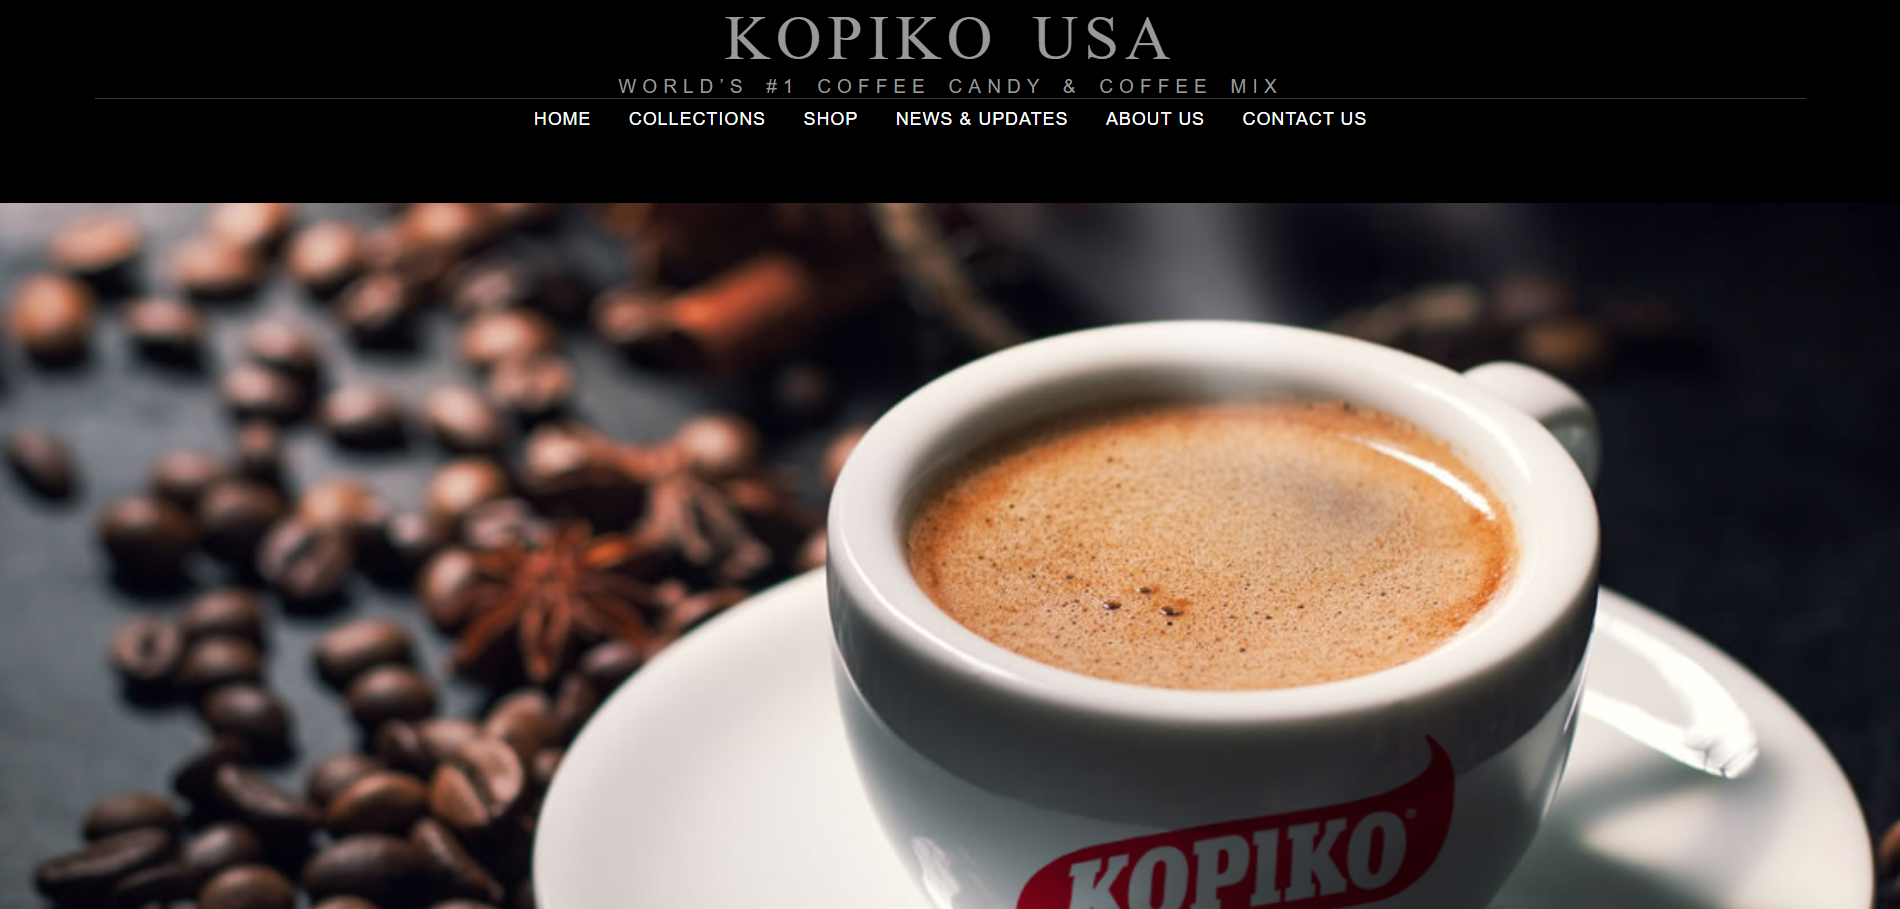 KOPIKO USA
WORLD’S #1 COFFEE CANDY & COFFEE MIX
HOME COLLECTIONS SHOP NEWS & UPDATES ABOUT US CONTACT US
KOPIKO®